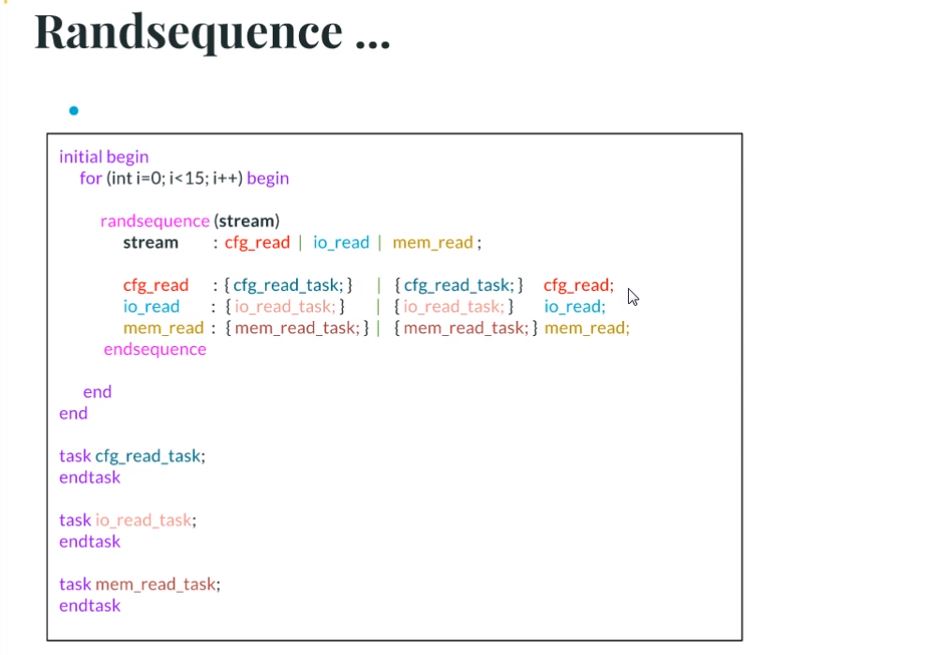 Randsequence ...
initial begin
for (int i=0; i<15; i++) begin
randsequence (stream)
stream : cfg_read | io_read | mem_read ;
cfg_read : { cfg_read_task; } | { cfg_read_task; } cfg_read;
io_read : { io_read_task; } | { io_read_task; } io_read;
mem_read : { mem_read_task; } | { mem_read_task; } mem_read;
endsequence
end
end
task cfg_read_task;
endtask
task io_read_task;
endtask
task mem_read_task;
endtask